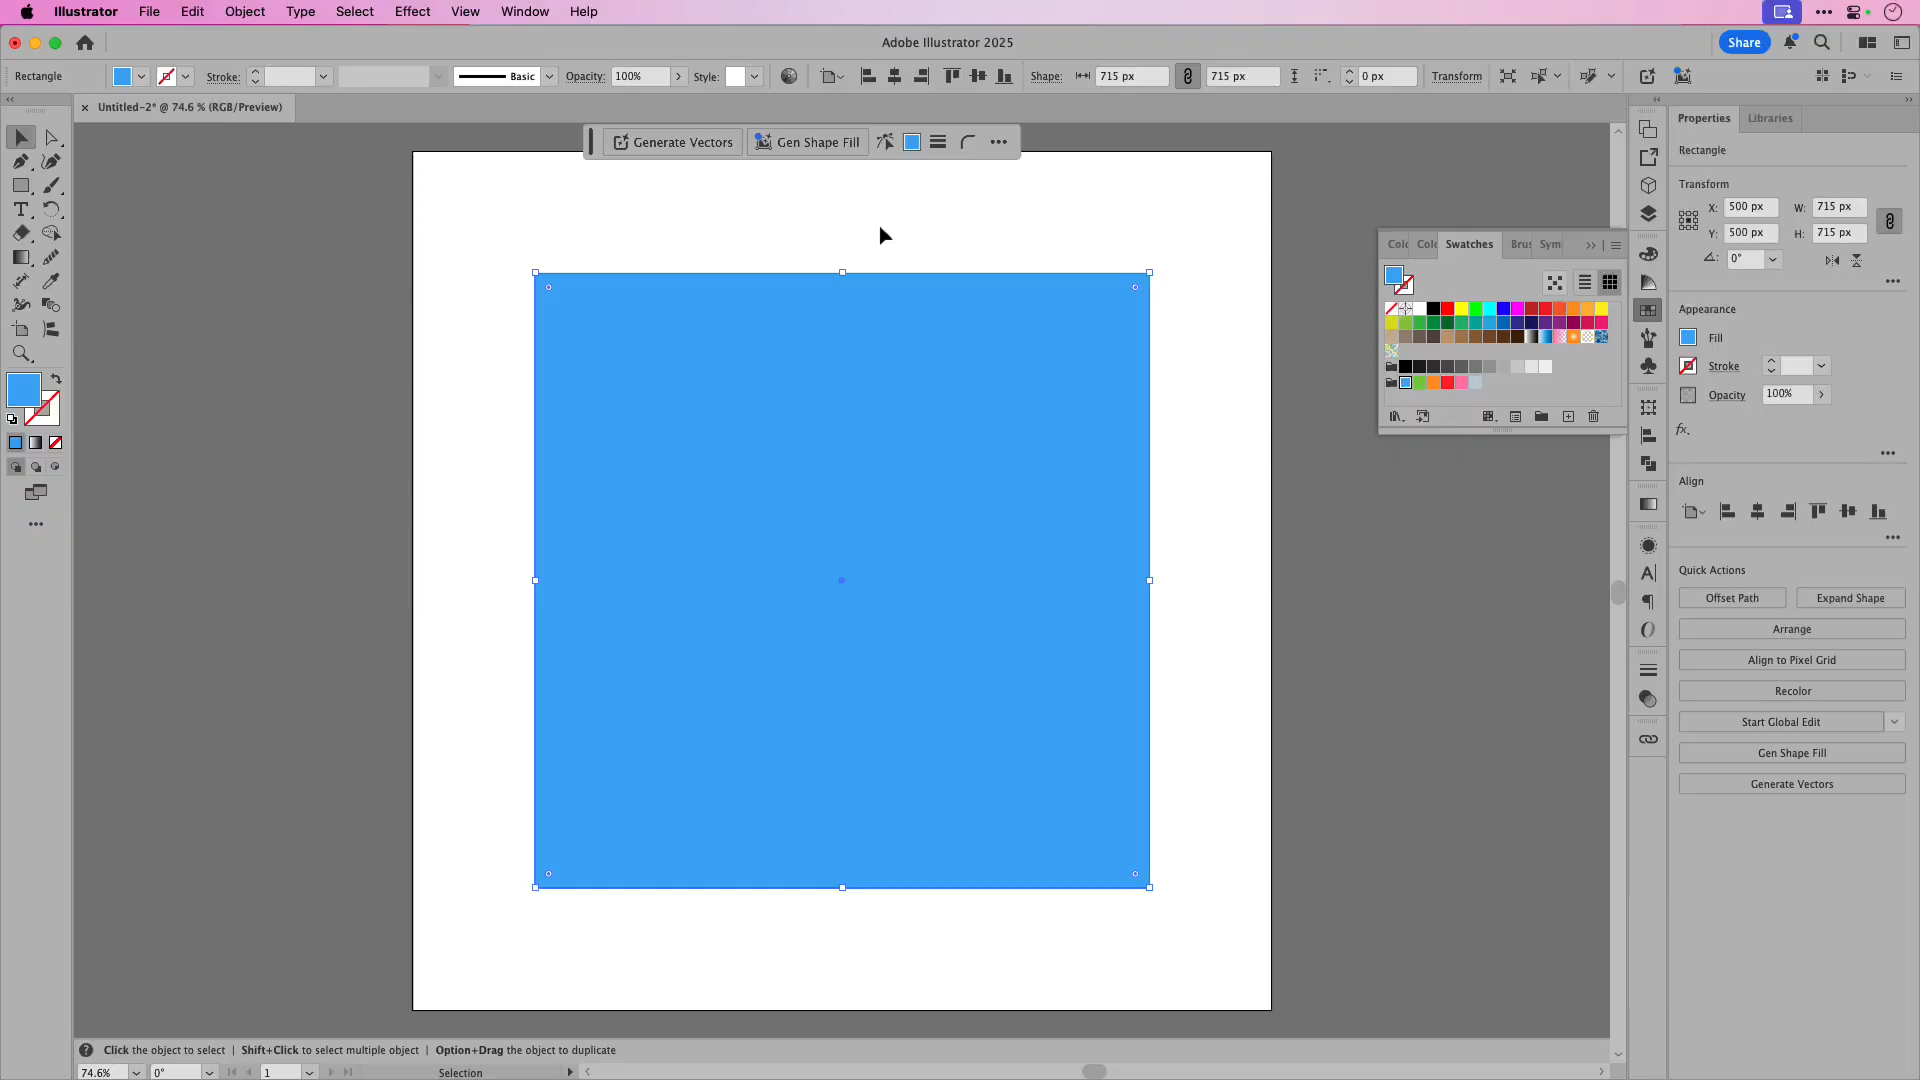 Illustrator File Edit Object Type Select Effect View Window Help
Adobe Illustrator 2025
Share
Rectangle
Stroke:
Basic
Opacity: 100%
Style:
Shape: 715 px 715 px
0 px
Transform
× Untitled-2* @ 74.6 % (RGB/Preview)
Generate Vectors
Gen Shape Fill
Properties Libraries
Rectangle
Transform
X: 500 px W: 715 px
Y: 500 px H: 715 px
0°
Colo Colo Swatches Brus Sym
Appearance
Fill
Stroke
Opacity 100%
fx.
Align
Quick Actions
Offset Path Expand Shape
Arrange
Align to Pixel Grid
Recolor
Start Global Edit
Gen Shape Fill
Generate Vectors
Click the object to select | Shift+Click to select multiple object | Option+Drag the object to duplicate
74.6% 0° 1 Selection